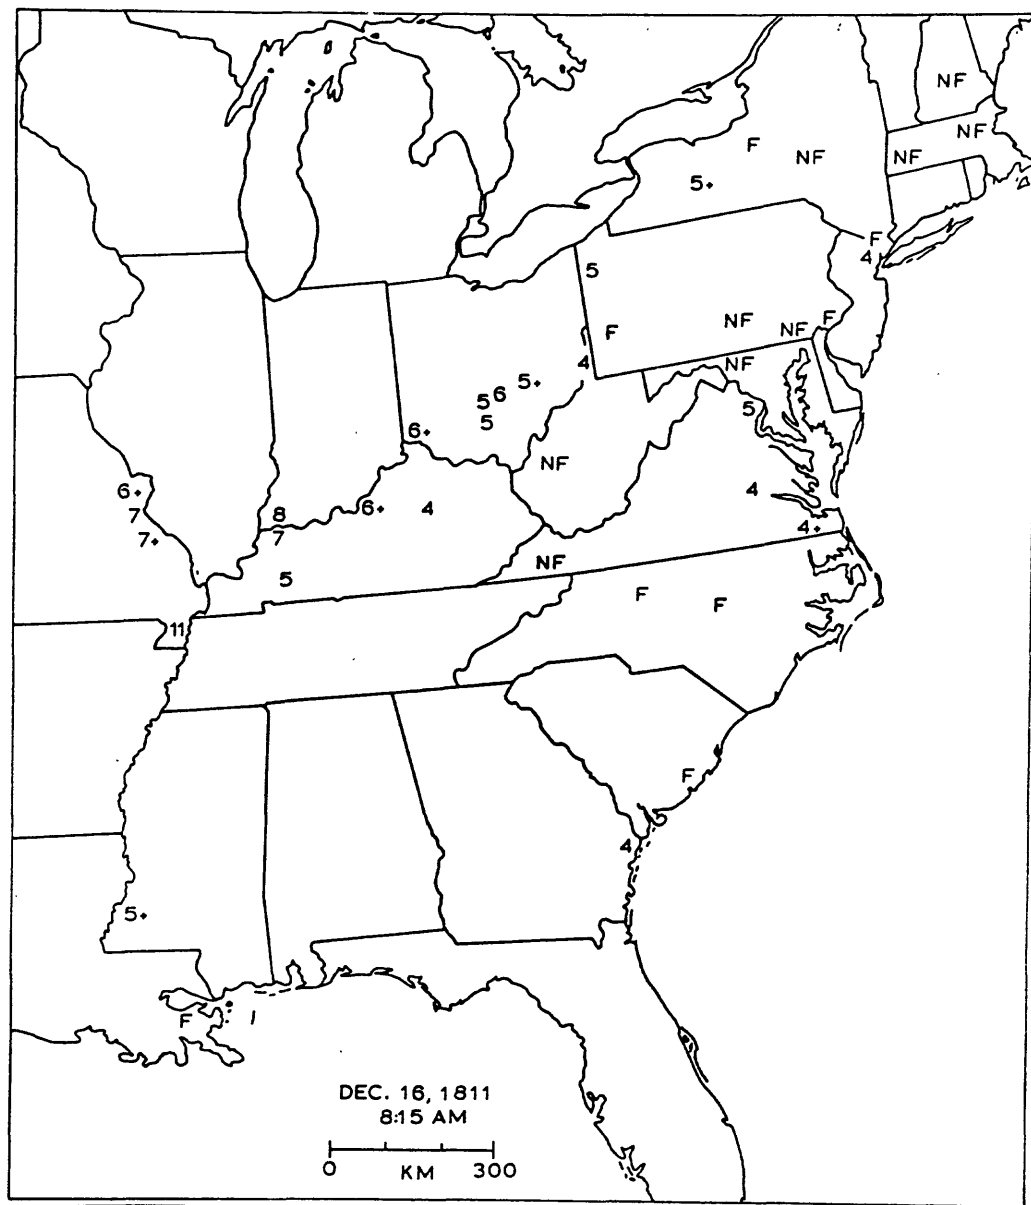 NF
F NF NF NF
5+
F
4
5
F NF NF F
4 NF
5+
5 6 5
5
6+
NF
6+ 4
7 8 6+ 4
7+ 7 4+
NF
5 F F
11
F
4
5+
F
DEC. 16, 1811
8:15 AM
0 KM 300